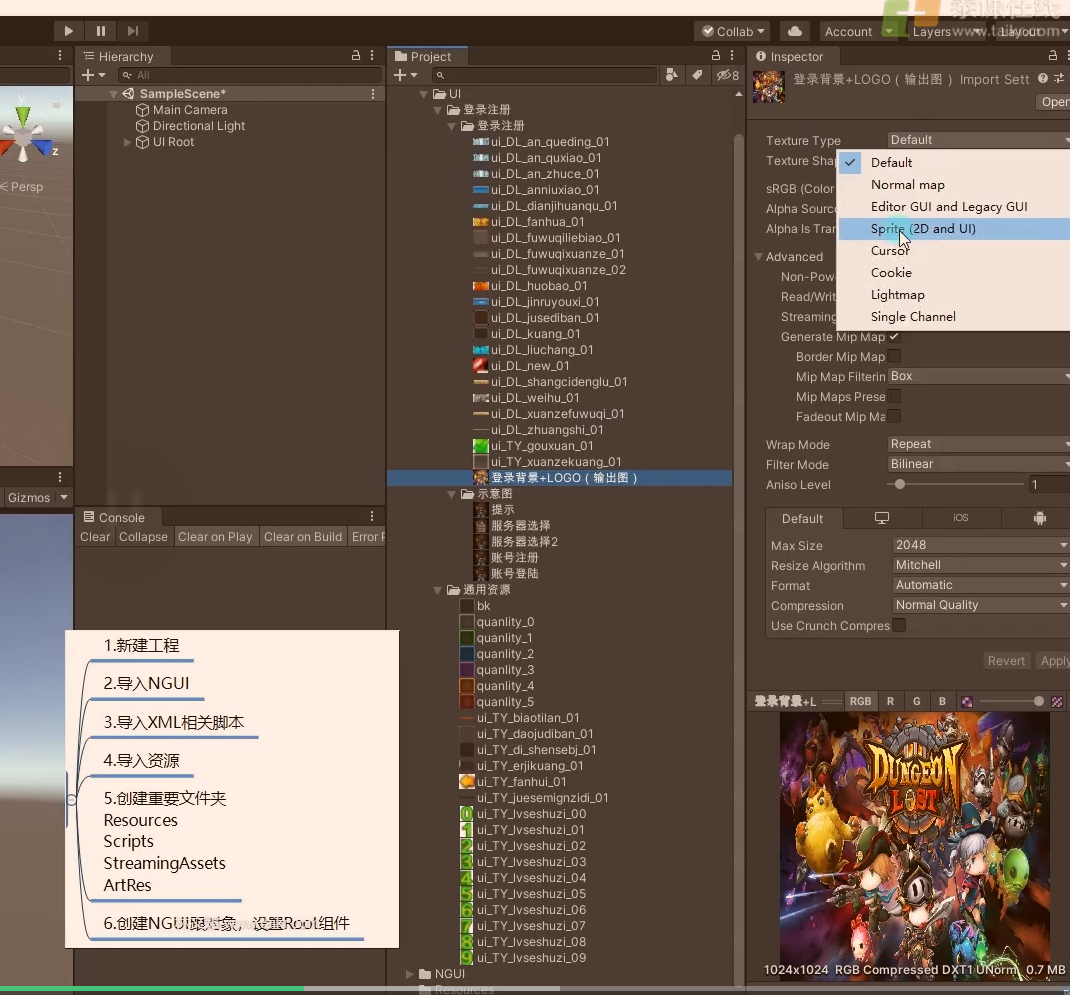 Collab
Account
Layers
Layout
www.taikr.com
Hierarchy
All
SampleScene*
Main Camera
Directional Light
UI Root
z
< Persp
Gizmos
Console
Clear
Collapse
Clear on Play
Clear on Build
Error P
1.新建工程
2.导入NGUI
3.导入XML相关脚本
4.导入资源
5.创建重要文件夹
Resources
Scripts
StreamingAssets
ArtRes
6.创建NGUI跟对象，设置Root组件
Project
8
UI
登录注册
登录注册
ui_DL_an_queding_01
ui_DL_an_quxiao_01
ui_DL_an_zhuce_01
ui_DL_anniuxiao_01
ui_DL_dianjihuanqu_01
ui_DL_fanhua_01
ui_DL_fuwuqiliebiao_01
ui_DL_fuwuqixuanze_01
ui_DL_fuwuqixuanze_02
ui_DL_huobao_01
ui_DL_jinruyouxi_01
ui_DL_jusediban_01
ui_DL_kuang_01
ui_DL_liuchang_01
ui_DL_new_01
ui_DL_shangcidenglu_01
ui_DL_weihu_01
ui_DL_xuanzefuwuqi_01
ui_DL_zhuangshi_01
ui_TY_gouxuan_01
ui_TY_xuanzekuang_01
登录背景+LOGO（输出图）
示意图
提示
服务器选择
服务器选择2
账号注册
账号登陆
通用资源
bk
quanlity_0
quanlity_1
quanlity_2
quanlity_3
quanlity_4
quanlity_5
ui_TY_biaotilan_01
ui_TY_daojudiban_01
ui_TY_di_shensebj_01
ui_TY_erjikuang_01
ui_TY_fanhui_01
ui_TY_juesemignzidi_01
ui_TY_lvseshuzi_00
ui_TY_lvseshuzi_01
ui_TY_lvseshuzi_02
ui_TY_lvseshuzi_03
ui_TY_lvseshuzi_04
ui_TY_lvseshuzi_05
ui_TY_lvseshuzi_06
ui_TY_lvseshuzi_07
ui_TY_lvseshuzi_08
ui_TY_lvseshuzi_09
NGUI
Resources
Inspector
登录背景+LOGO（输出图）Import Sett
Open
Texture Type Default
Texture Sha
sRGB (Color
Alpha Source
Alpha Is Tran
Default
Normal map
Editor GUI and Legacy GUI
Sprite (2D and UI)
Cursor
Cookie
Lightmap
Single Channel
Advanced
Non-Pow
Read/Writ
Streaming
Generate Mip Map
Border Mip Map
Mip Map Filterin Box
Mip Maps Prese
Fadeout Mip Ma
Wrap Mode Repeat
Filter Mode Bilinear
Aniso Level 1
Default iOS
Max Size 2048
Resize Algorithm Mitchell
Format Automatic
Compression Normal Quality
Use Crunch Compres
Revert Apply
登录背景+L RGB R G B
DUNGEON
LOST
1024x1024 RGB Compressed DXT1 UNorm 0.7 MB